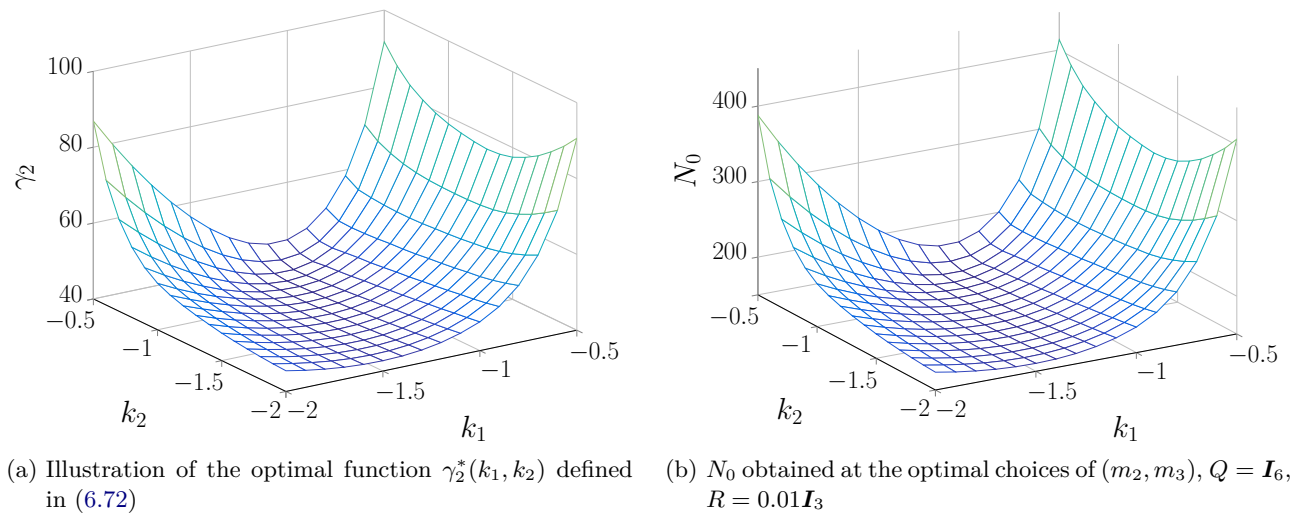 100
80
60
40
γ₂
−0.5
−1
−1.5
−2
k₂
−2
−1.5
−1
−0.5
k₁
400
300
200
N₀
−0.5
−1
−1.5
−2
k₂
−2
−1.5
−1
−0.5
k₁
(a) Illustration of the optimal function γ₂*(k₁, k₂) defined
in (6.72)
(b) N₀ obtained at the optimal choices of (m₂, m₃), Q = I₆,
R = 0.01I₃